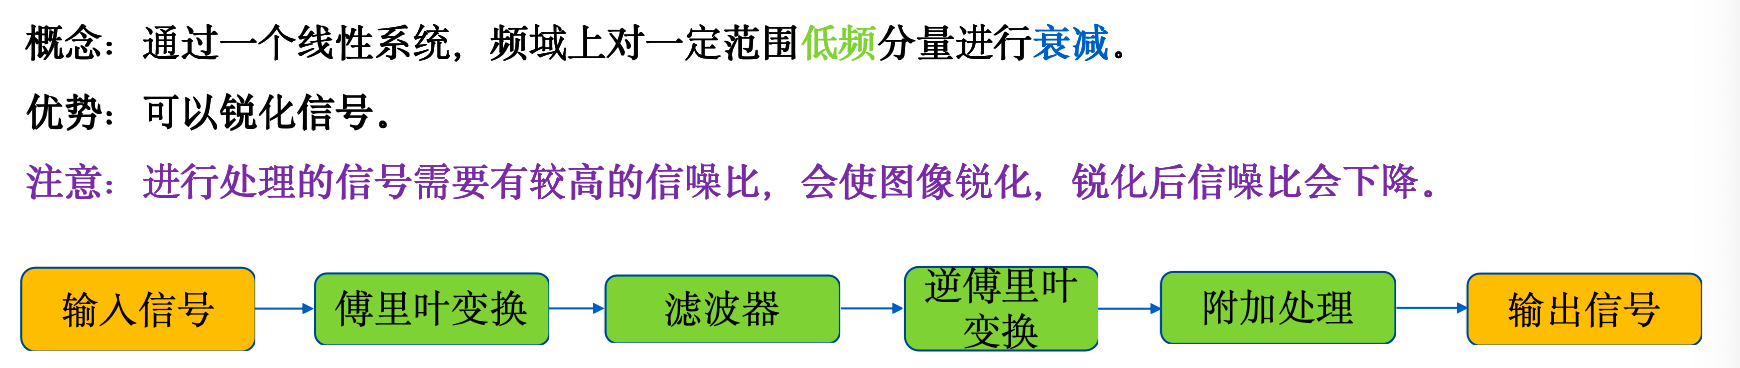 概念：通过一个线性系统，频域上对一定范围低频分量进行衰减。
优势：可以锐化信号。
注意：进行处理的信号需要有较高的信噪比，会使图像锐化，锐化后信噪比会下降。
输入信号
傅里叶变换
滤波器
逆傅里叶
变换
附加处理
输出信号